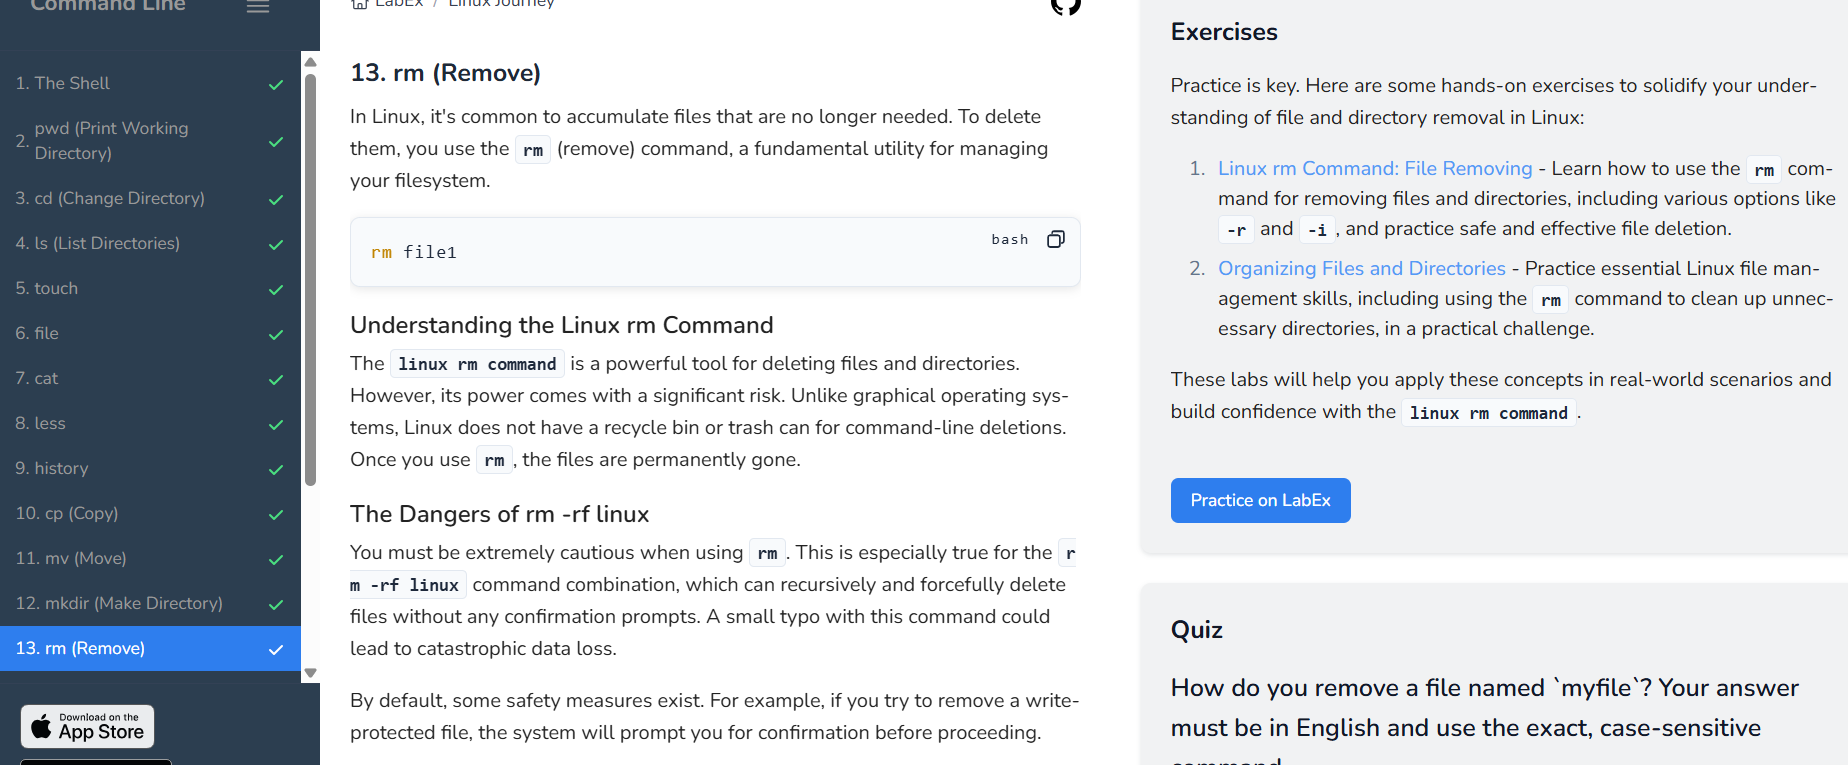 Command Line
1. The Shell
2. pwd (Print Working
Directory)
3. cd (Change Directory)
4. ls (List Directories)
5. touch
6. file
7. cat
8. less
9. history
10. cp (Copy)
11. mv (Move)
12. mkdir (Make Directory)
13. rm (Remove)
Download on the
App Store
LabEx / Linux Journey
13. rm (Remove)
In Linux, it's common to accumulate files that are no longer needed. To delete
them, you use the rm (remove) command, a fundamental utility for managing
your filesystem.
bash
rm file1
Understanding the Linux rm Command
The linux rm command is a powerful tool for deleting files and directories.
However, its power comes with a significant risk. Unlike graphical operating sys-
tems, Linux does not have a recycle bin or trash can for command-line deletions.
Once you use rm, the files are permanently gone.
The Dangers of rm -rf linux
You must be extremely cautious when using rm. This is especially true for the r
m -rf linux command combination, which can recursively and forcefully delete
files without any confirmation prompts. A small typo with this command could
lead to catastrophic data loss.
By default, some safety measures exist. For example, if you try to remove a write-
protected file, the system will prompt you for confirmation before proceeding.
Exercises
Practice is key. Here are some hands-on exercises to solidify your under-
standing of file and directory removal in Linux:
1. Linux rm Command: File Removing - Learn how to use the rm com-
mand for removing files and directories, including various options like
-r and -i, and practice safe and effective file deletion.
2. Organizing Files and Directories - Practice essential Linux file man-
agement skills, including using the rm command to clean up unnec-
essary directories, in a practical challenge.
These labs will help you apply these concepts in real-world scenarios and
build confidence with the linux rm command.
Practice on LabEx
Quiz
How do you remove a file named `myfile`? Your answer
must be in English and use the exact, case-sensitive
command